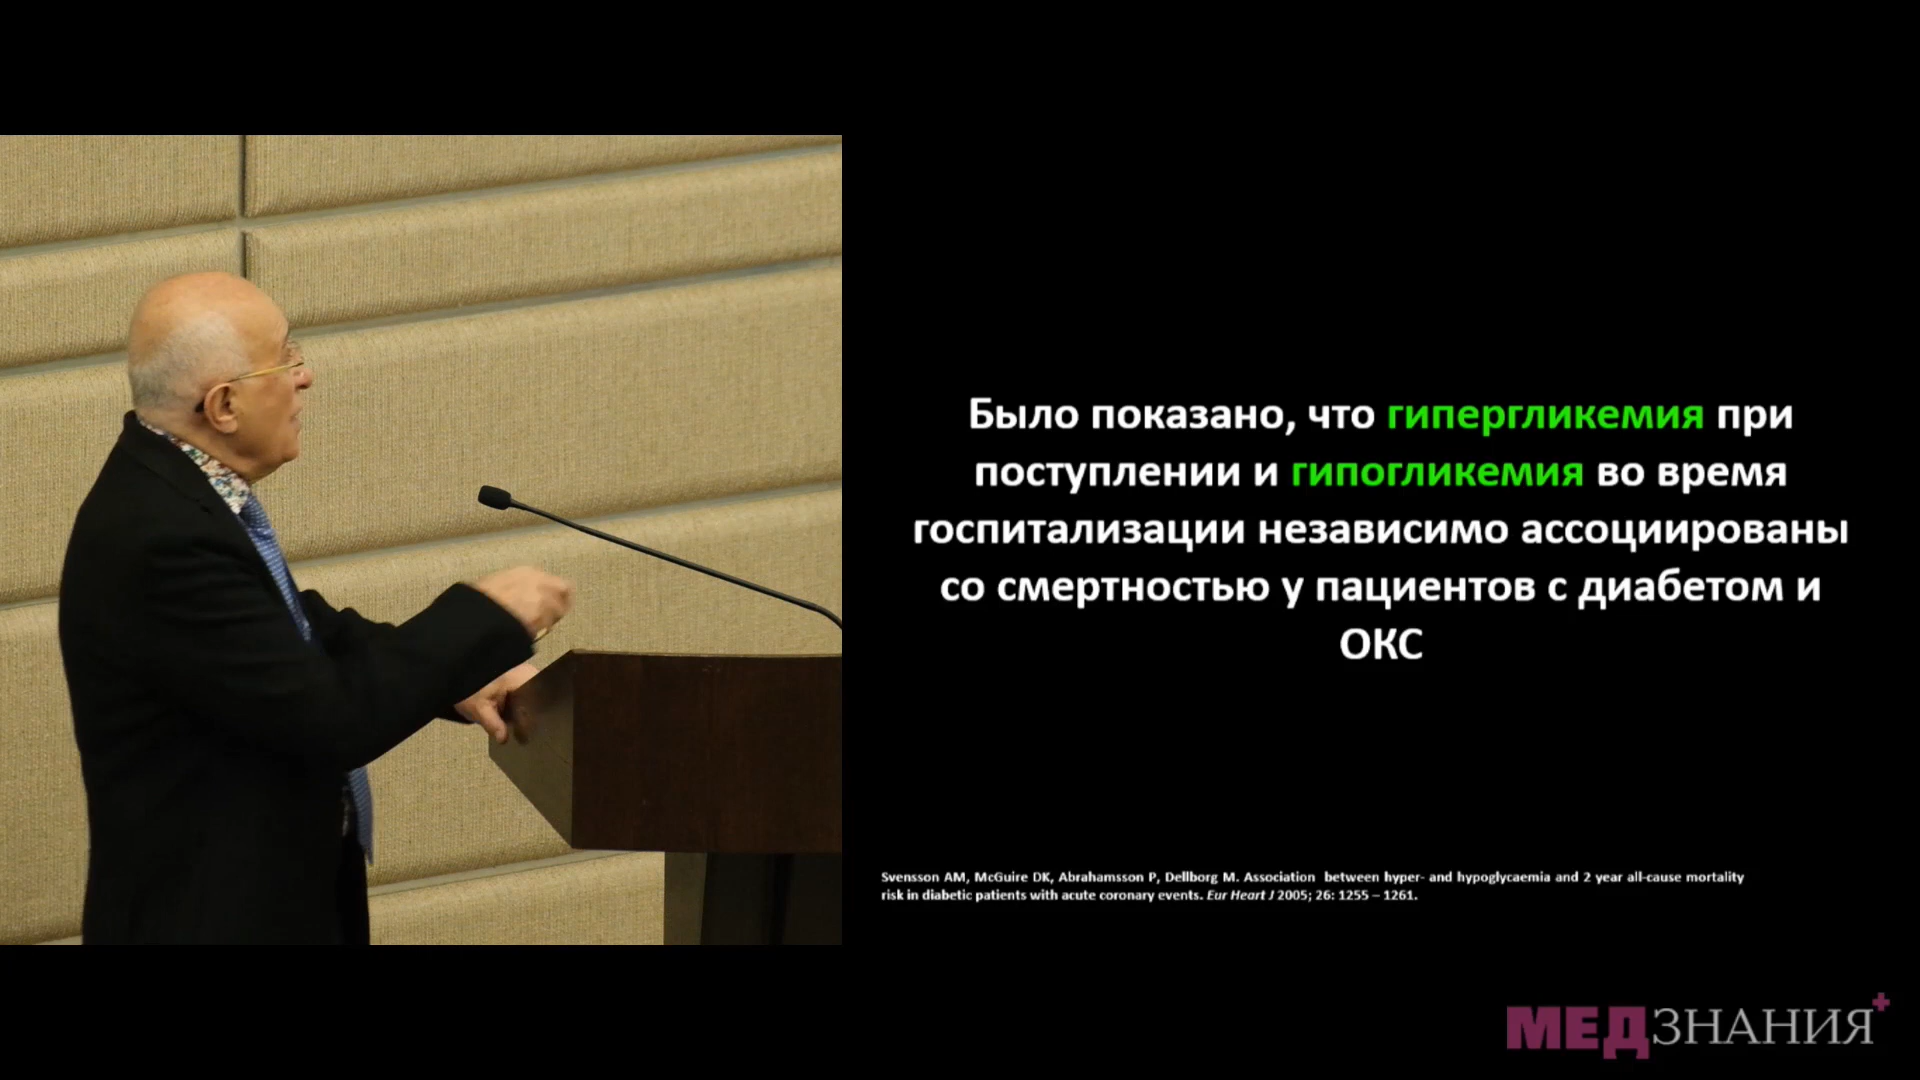 Было показано, что гипергликемия при
поступлении и гипогликемия во время
госпитализации независимо ассоциированы
со смертностью у пациентов с диабетом и
ОКС
Svensson AM, McGuire DK, Abrahamsson P, Dellborg M. Association between hyper- and hypoglycaemia and 2 year all-cause mortality
risk in diabetic patients with acute coronary events. Eur Heart J 2005; 26: 1255 – 1261.
МЕДЗНАНИЯ+